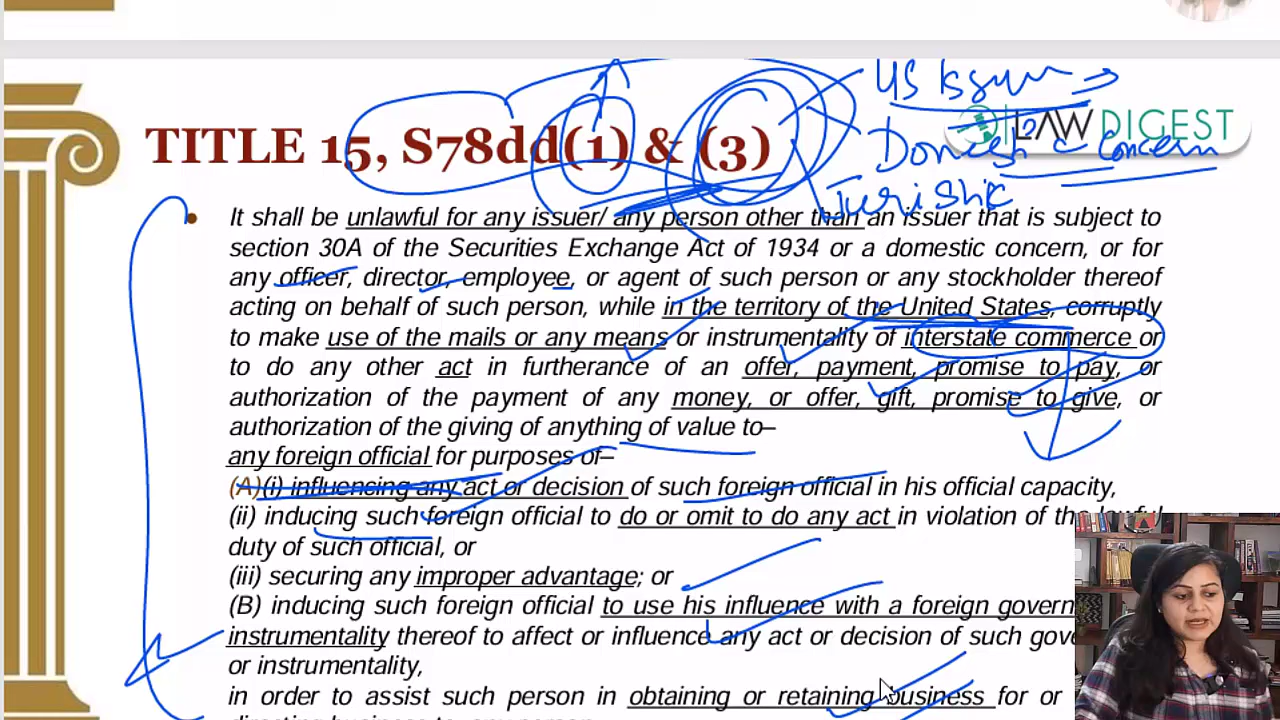 US Issuer
LAW DIGEST
TITLE 15, S78dd(1) & (3)
Domestic Concern
• It shall be unlawful for any issuer/ any person other than an issuer that is subject to
section 30A of the Securities Exchange Act of 1934 or a domestic concern, or for
any officer, director, employee, or agent of such person or any stockholder thereof
acting on behalf of such person, while in the territory of the United States, corruptly
to make use of the mails or any means or instrumentality of interstate commerce or
to do any other act in furtherance of an offer, payment, promise to pay, or
authorization of the payment of any money, or offer, gift, promise to give, or
authorization of the giving of anything of value to–
any foreign official for purposes of–
(A)(i) influencing any act or decision of such foreign official in his official capacity,
(ii) inducing such foreign official to do or omit to do any act in violation of the lawful
duty of such official, or
(iii) securing any improper advantage; or
(B) inducing such foreign official to use his influence with a foreign govern
instrumentality thereof to affect or influence any act or decision of such gove
or instrumentality,
in order to assist such person in obtaining or retaining business for or
directing business to, any person